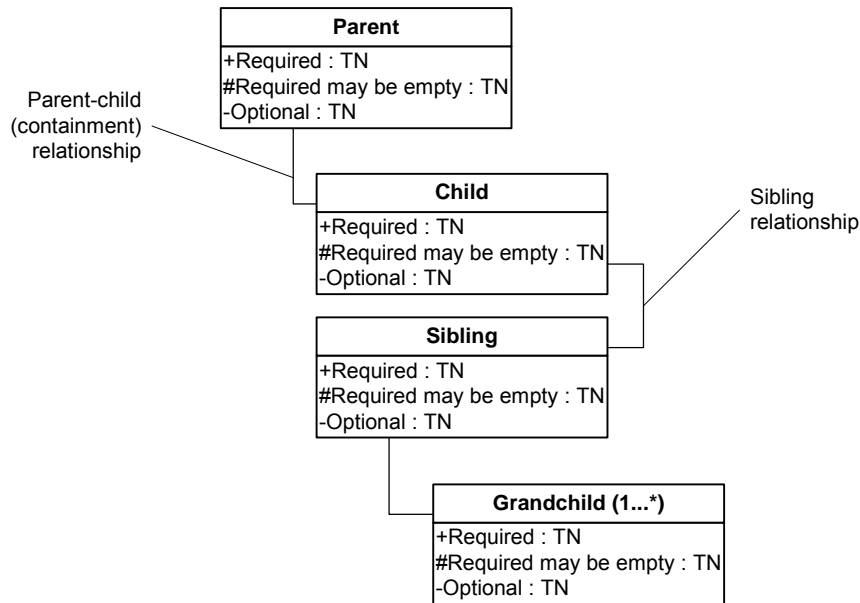 Parent
+Required : TN
#Required may be empty : TN
-Optional : TN
Parent-child
(containment)
relationship
Child
+Required : TN
#Required may be empty : TN
-Optional : TN
Sibling
relationship
Sibling
+Required : TN
#Required may be empty : TN
-Optional : TN
Grandchild (1...*)
+Required : TN
#Required may be empty : TN
-Optional : TN